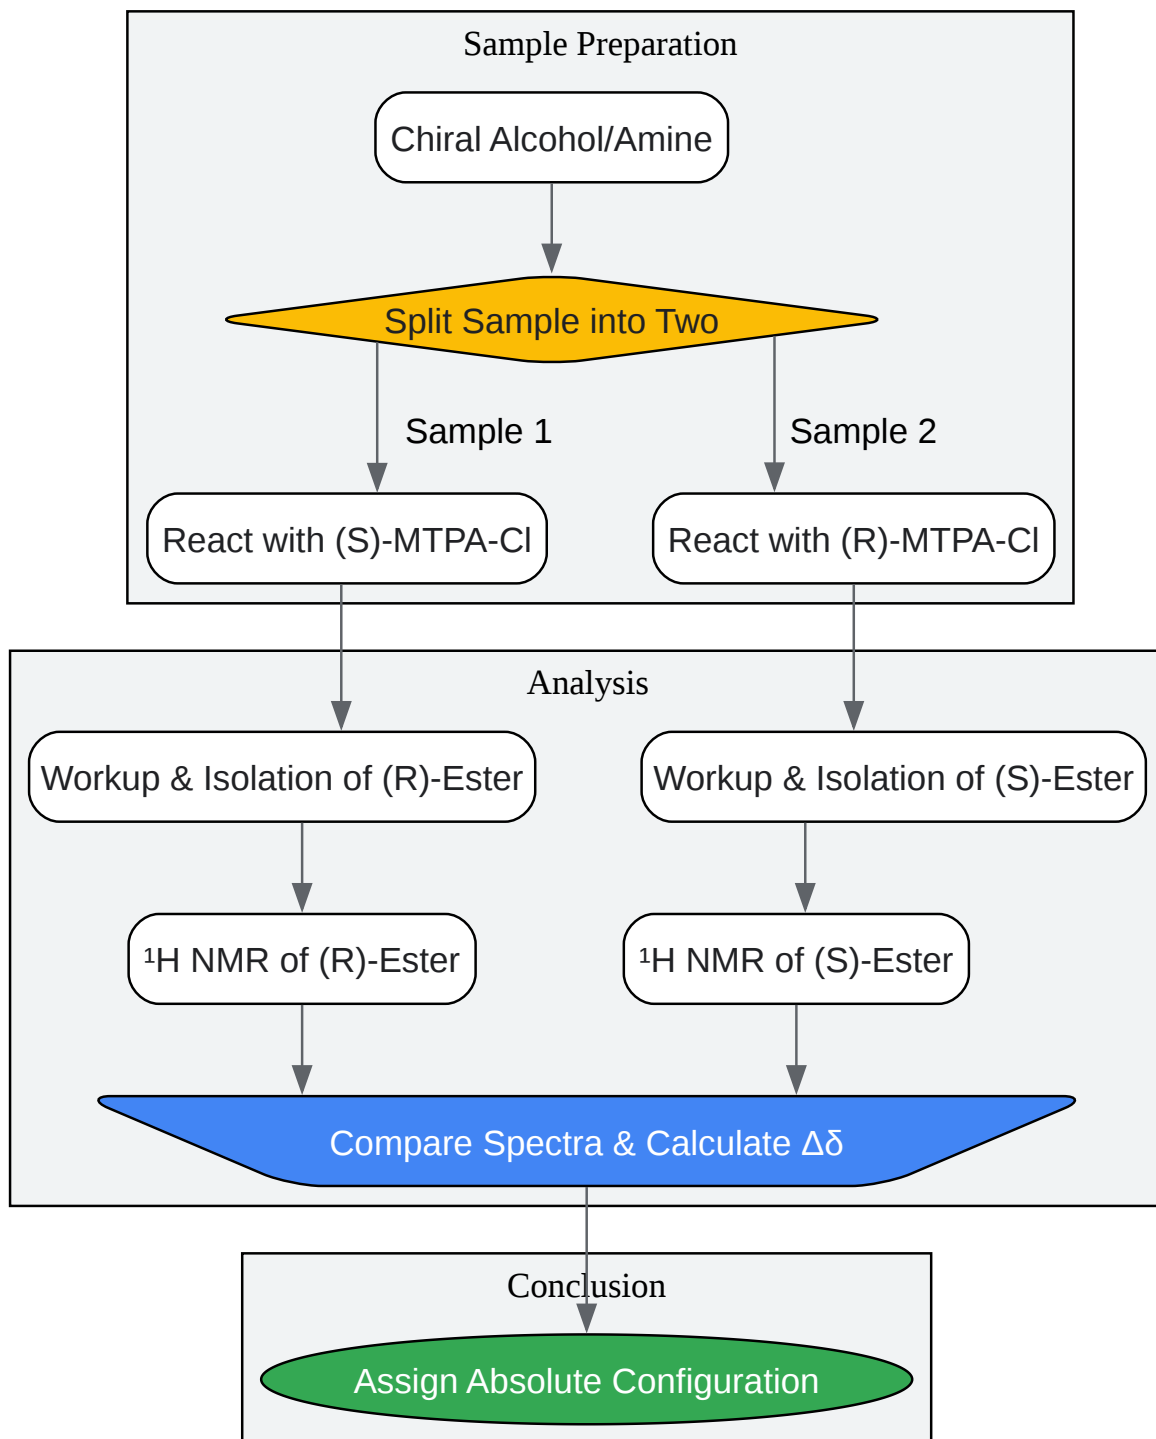 Sample Preparation
Chiral Alcohol/Amine
Split Sample into Two
Sample 1
Sample 2
React with (S)-MTPA-Cl
React with (R)-MTPA-Cl
Analysis
Workup & Isolation of (R)-Ester
Workup & Isolation of (S)-Ester
¹H NMR of (R)-Ester
¹H NMR of (S)-Ester
Compare Spectra & Calculate Δδ
Conclusion
Assign Absolute Configuration